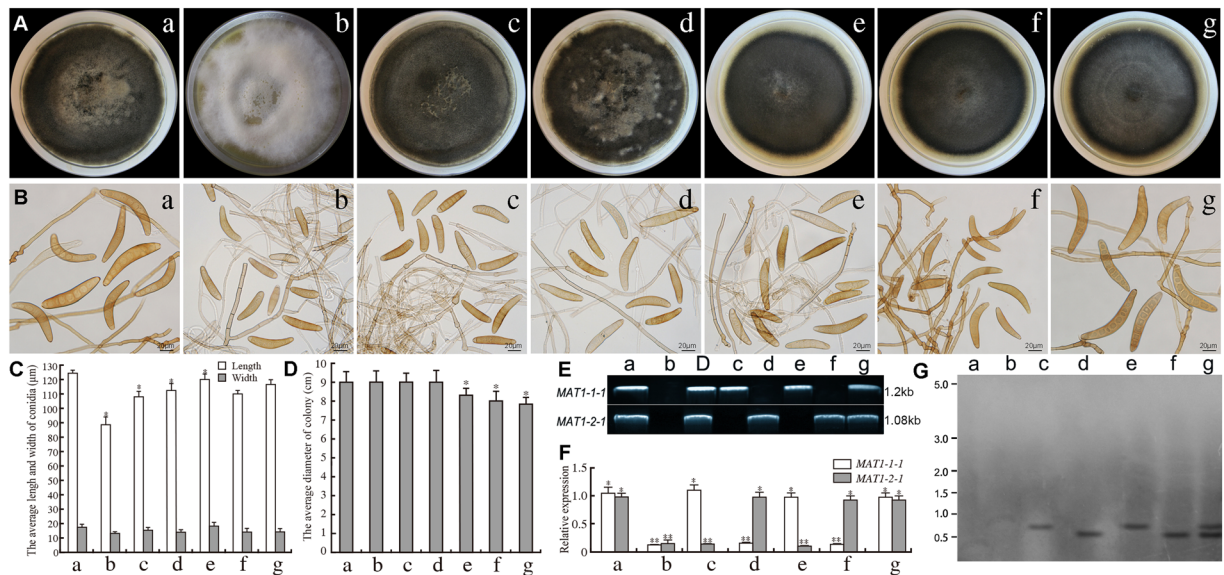 A a b c d e f g
B a b c d e f g
20μm 20μm 20μm 20μm 20μm 20μm 20μm
C
The average lengh and width of conidia (μm)
130
120
110
100
90
80
70
60
50
40
30
20
10
0
Length
Width
* * * *
a b c d e f g
D
The average diameter of colony (cm)
10
9
8
7
6
5
4
3
2
1
0
* * *
a b c d e f g
E a b D c d e f g
MAT1-1-1 1.2kb
MAT1-2-1 1.08kb
F
Relative expression
1.5
1.0
0.5
0
MAT1-1-1
MAT1-2-1
* * ** ** * ** ** * * ** ** * * *
a b c d e f g
G a b c d e f g
5.0
3.0
2.0
1.5
1.0
0.5